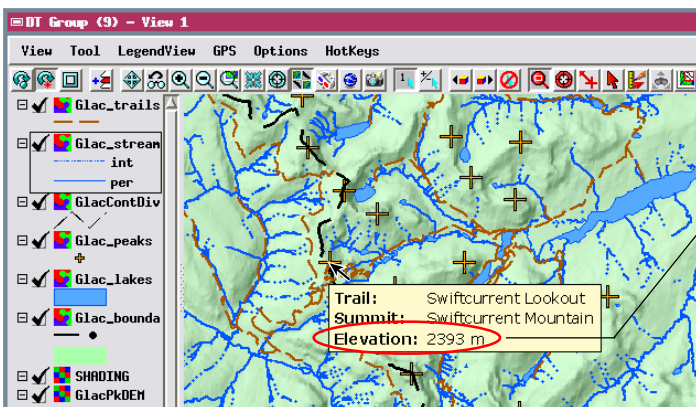 DT Group (9) - View 1
View Tool LegendView GPS Options HotKeys
Glac_trails
Glac_stream
int
per
GlacContDiv
Glac_peaks
Glac_lakes
Glac_bounda
SHADING
GlacPkDEM
Trail: Swiftcurrent Lookout
Summit: Swiftcurrent Mountain
Elevation: 2393 m